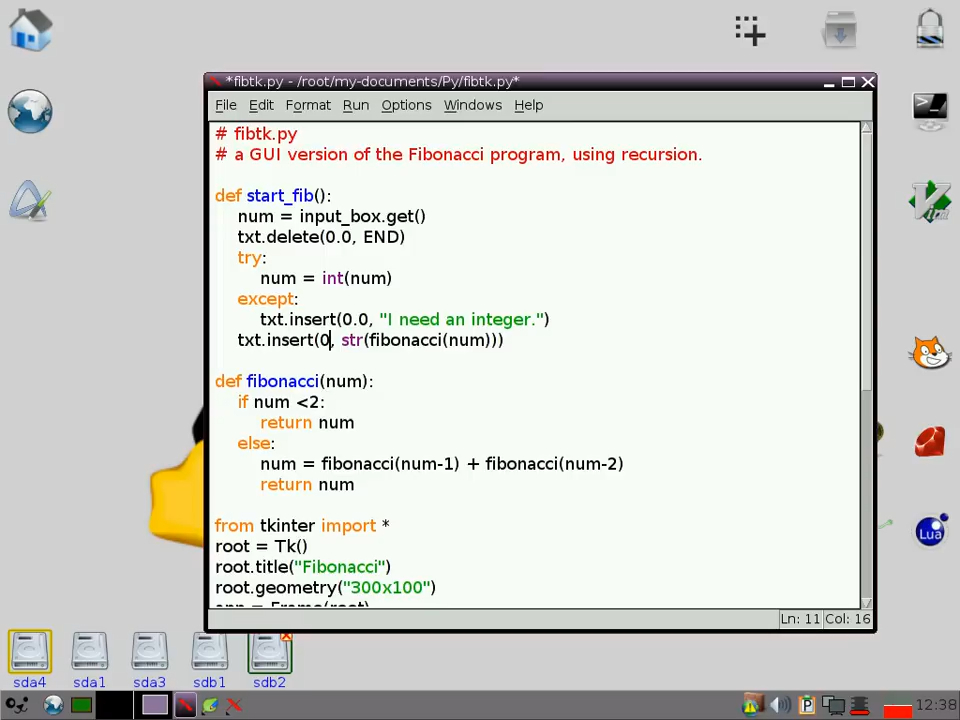 *fibtk.py - /root/my-documents/Py/fibtk.py*
File Edit Format Run Options Windows Help
# fibtk.py
# a GUI version of the Fibonacci program, using recursion.
def start_fib():
num = input_box.get()
txt.delete(0.0, END)
try:
num = int(num)
except:
txt.insert(0.0, "I need an integer.")
txt.insert(0, str(fibonacci(num)))
def fibonacci(num):
if num <2:
return num
else:
num = fibonacci(num-1) + fibonacci(num-2)
return num
from tkinter import *
root = Tk()
root.title("Fibonacci")
root.geometry("300x100")
app = Frame(root)
Ln: 11 Col: 16
Vim
Lua
sda4 sda1 sda3 sdb1 sdb2
P
12:38